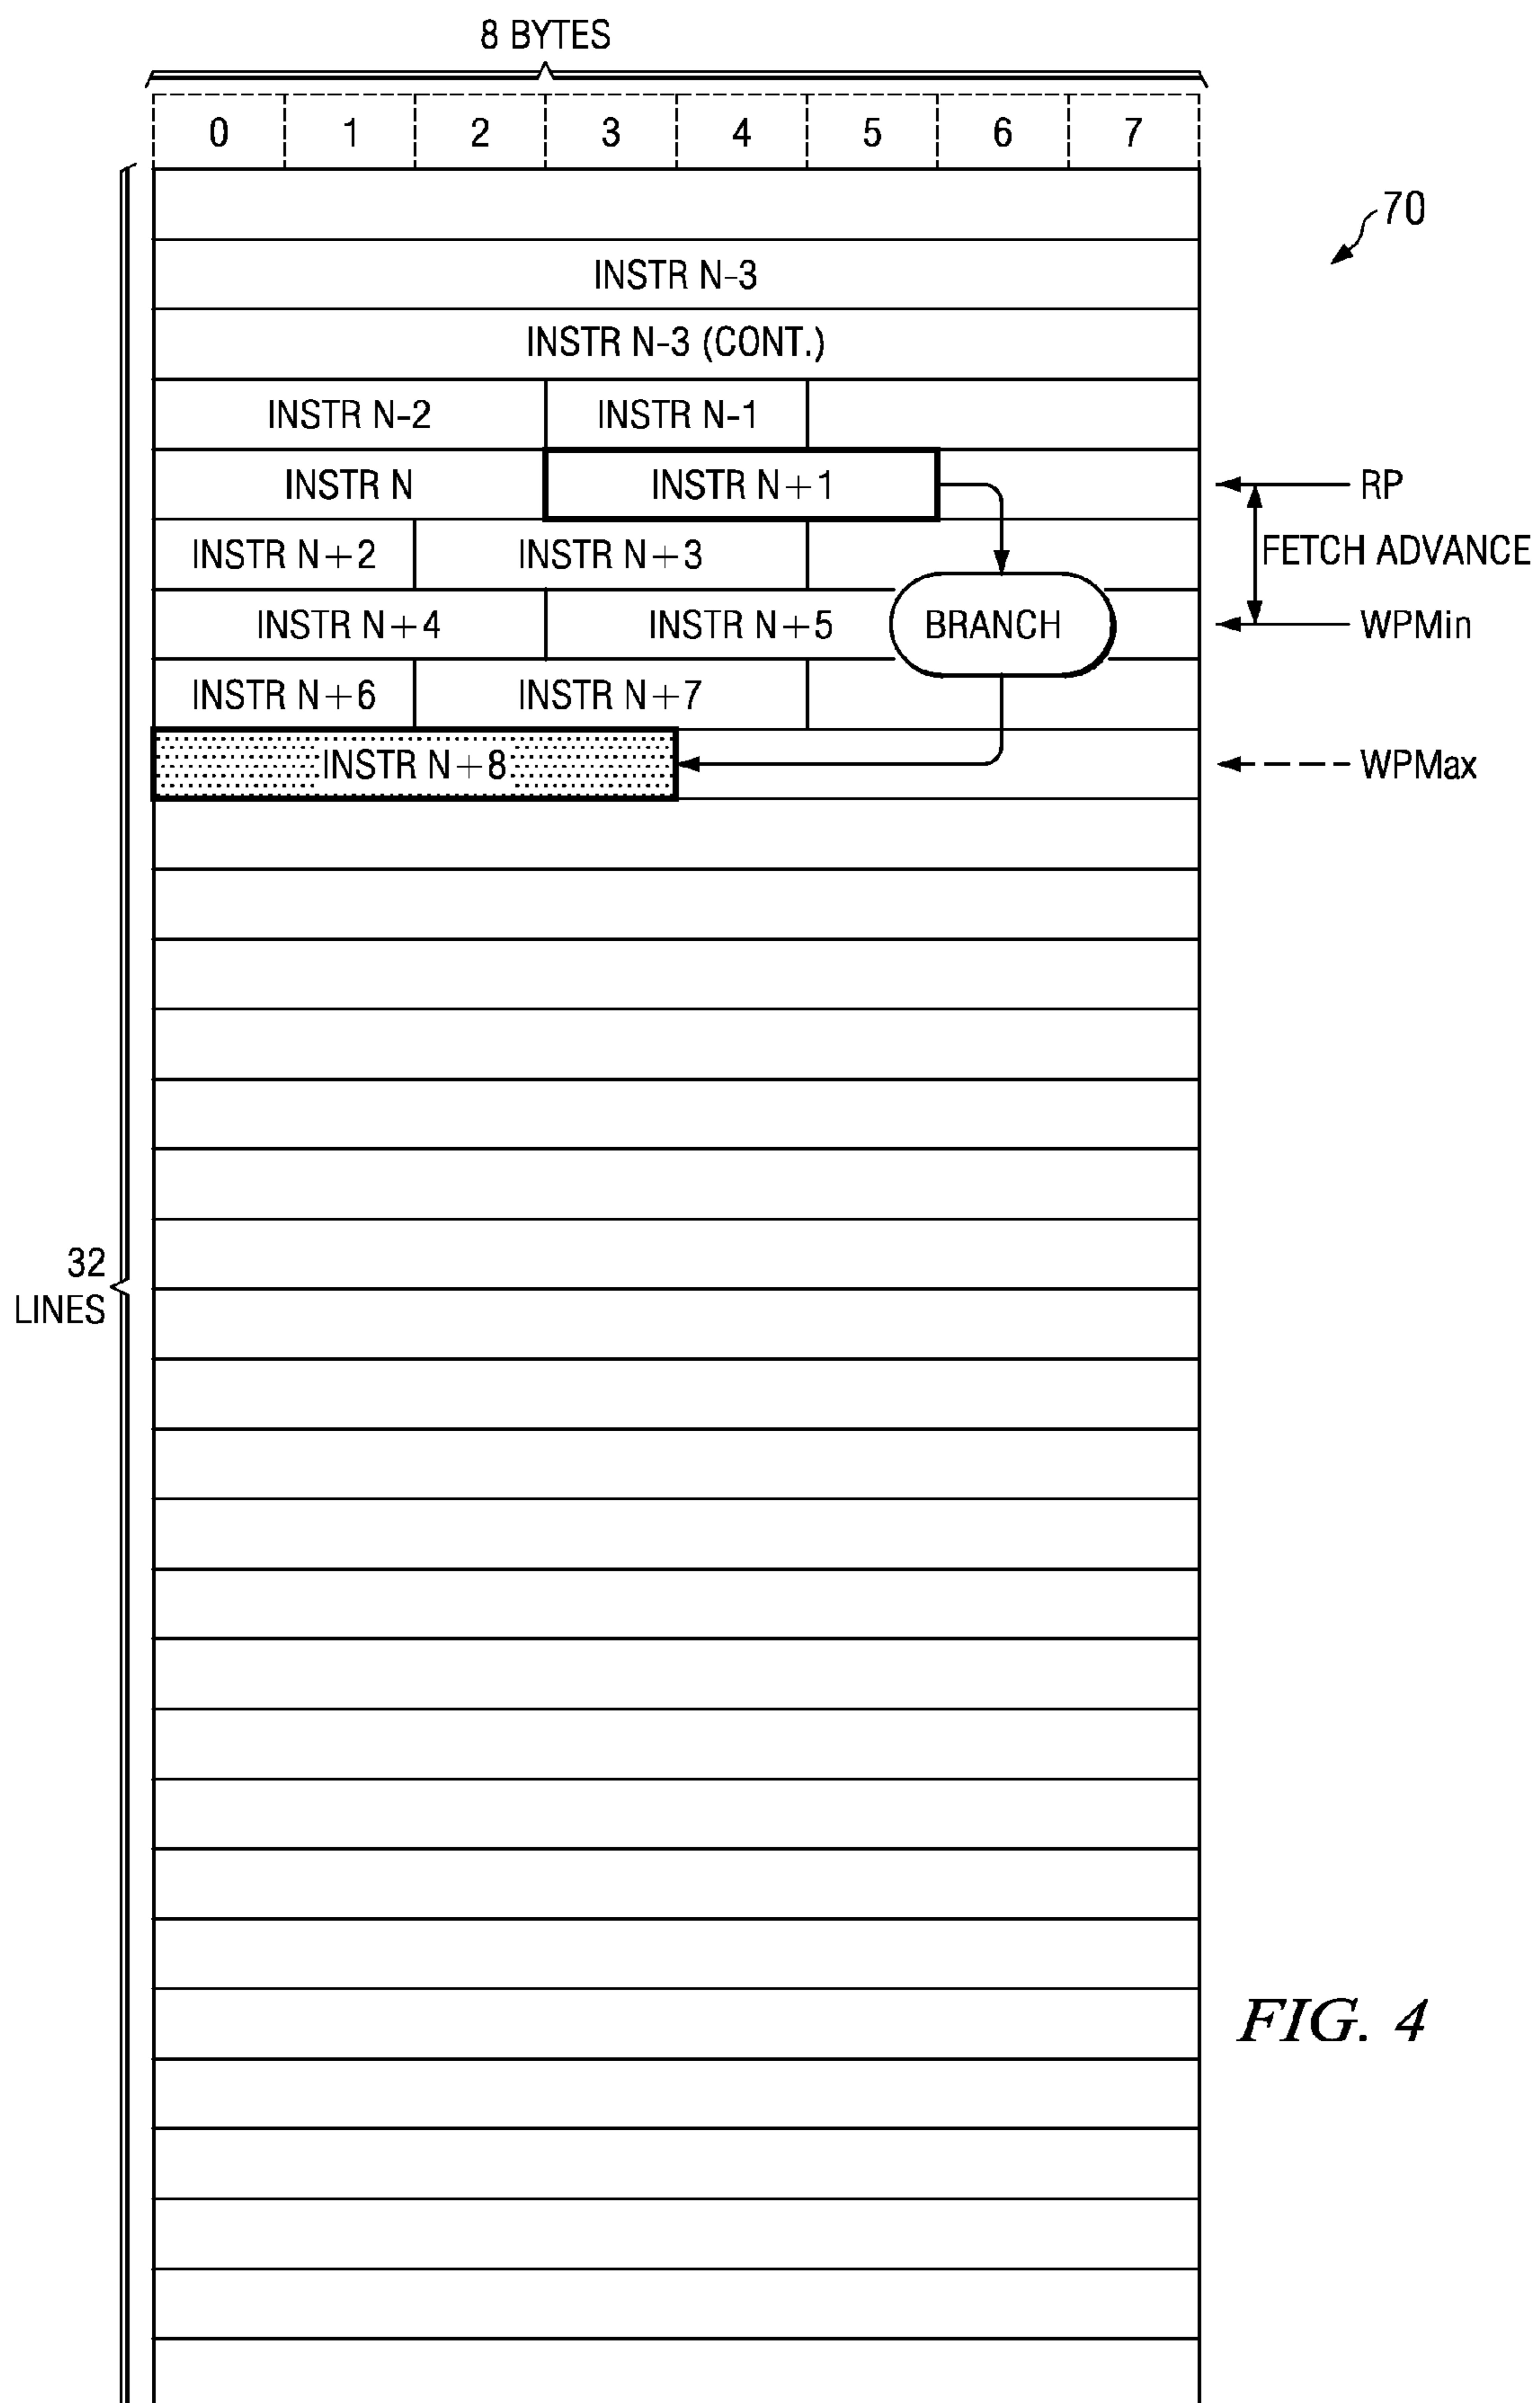 8 BYTES
0 1 2 3 4 5 6 7
70
INSTR N-3
INSTR N-3 (CONT.)
INSTR N-2 INSTR N-1
INSTR N INSTR N+1 RP
INSTR N+2 INSTR N+3 FETCH ADVANCE
INSTR N+4 INSTR N+5 BRANCH WPMin
INSTR N+6 INSTR N+7
INSTR N+8 WPMax
32
LINES
FIG. 4